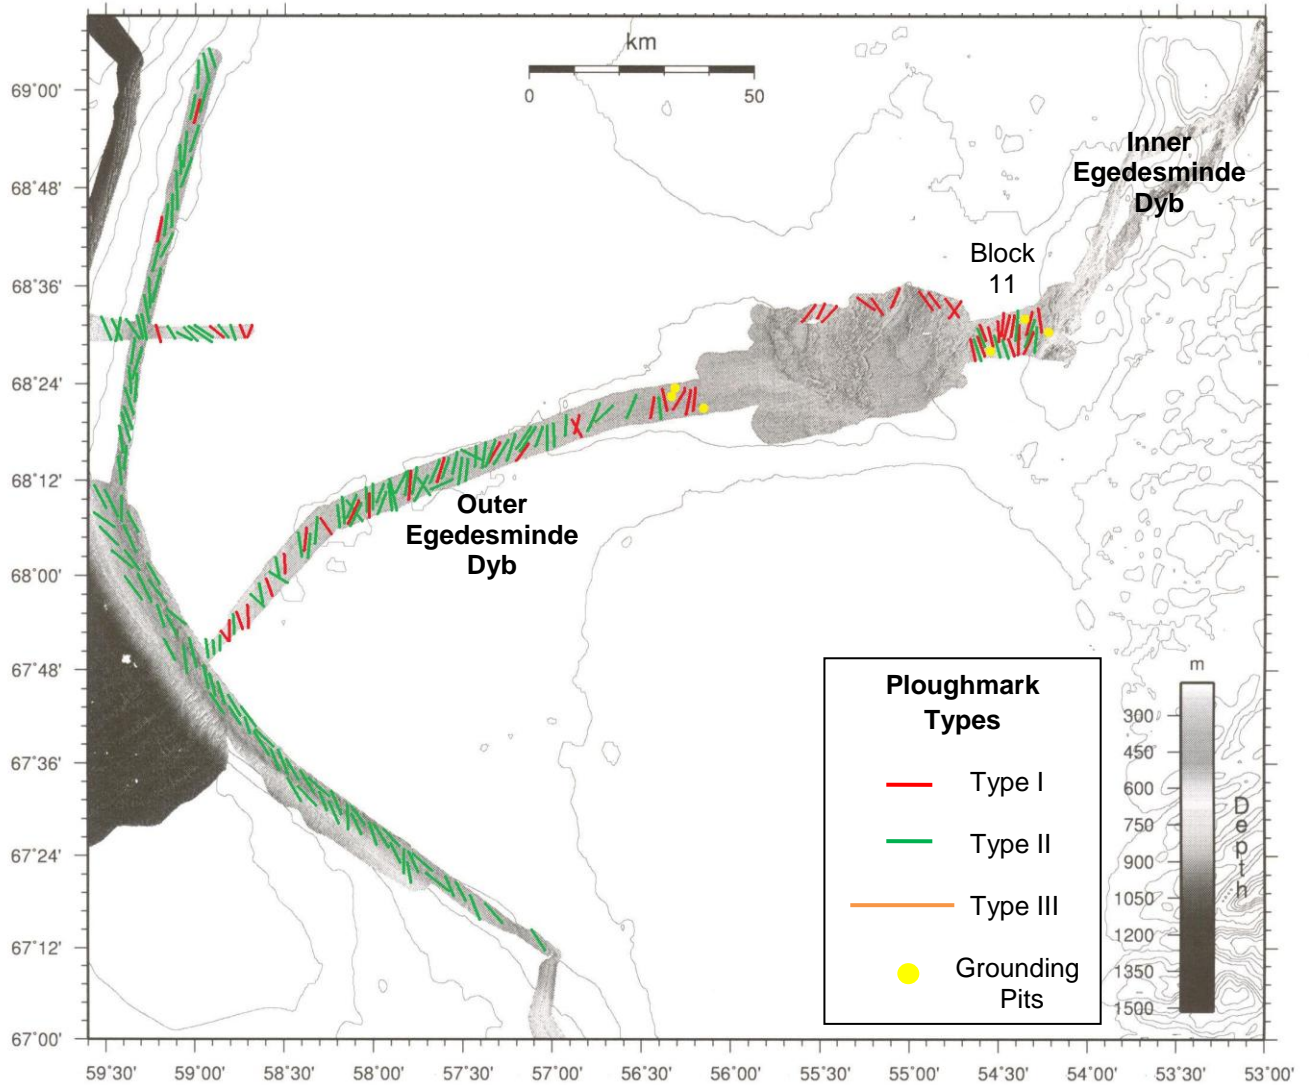 km
0
50
69°00'
68°48'
68°36'
68°24'
68°12'
68°00'
67°48'
67°36'
67°24'
67°12'
67°00'
Inner
Egedesminde
Dyb
Block
11
Outer
Egedesminde
Dyb
Ploughmark
Types
Type I
Type II
Type III
Grounding
Pits
m
300
450
600
750
900
1050
1200
1350
1500
Depth
59°30'
59°00'
58°30'
58°00'
57°30'
57°00'
56°30'
56°00'
55°30'
55°00'
54°30'
54°00'
53°30'
53°00'